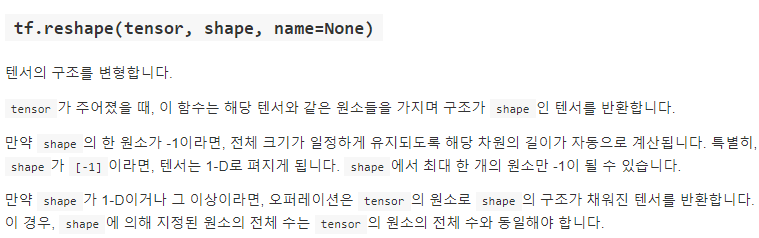 tf.reshape(tensor, shape, name=None)
텐서의 구조를 변형합니다.
tensor 가 주어졌을 때, 이 함수는 해당 텐서와 같은 원소들을 가지며 구조가 shape 인 텐서를 반환합니다.
만약 shape 의 한 원소가 -1이라면, 전체 크기가 일정하게 유지되도록 해당 차원의 길이가 자동으로 계산됩니다. 특별히,
shape 가 [-1] 이라면, 텐서는 1-D로 펴지게 됩니다. shape 에서 최대 한 개의 원소만 -1이 될 수 있습니다.
만약 shape 가 1-D이거나 그 이상이라면, 오퍼레이션은 tensor 의 원소로 shape 의 구조가 채워진 텐서를 반환합니다.
이 경우, shape 에 의해 지정된 원소의 전체 수는 tensor 의 원소의 전체 수와 동일해야 합니다.